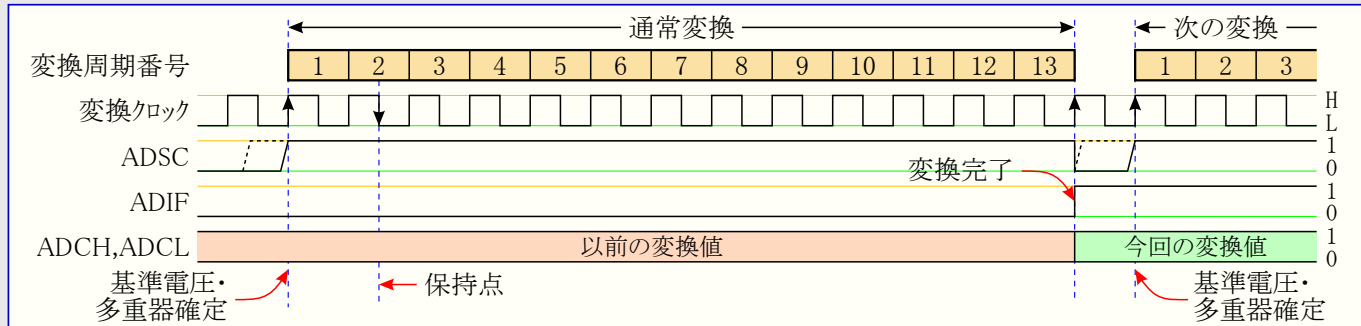 通常変換
次の変換
変換周期番号 1 2 3 4 5 6 7 8 9 10 11 12 13 1 2 3
変換クロック H L
ADSC 1 0
変換完了
ADIF 1 0
ADCH,ADCL 以前の変換値 今回の変換値 1 0
基準電圧・
多重器確定
保持点
基準電圧・
多重器確定